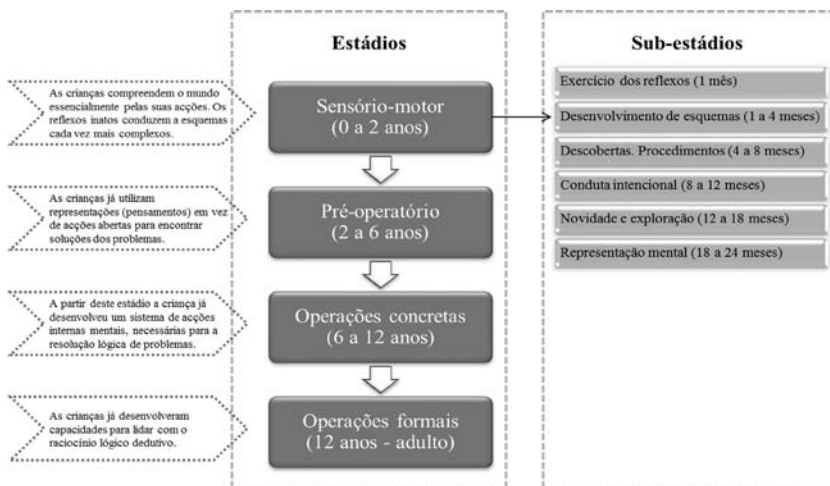 Estádios
Sub-estádios
As crianças compreendem o mundo
essencialmente pelas suas acções. Os
reflexos inatos conduzem a esquemas
cada vez mais complexos.
Sensório-motor
(0 a 2 anos)
Exercício dos reflexos (1 mês)
Desenvolvimento de esquemas (1 a 4 meses)
Descobertas. Procedimentos (4 a 8 meses)
Conduta intencional (8 a 12 meses)
Novidade e exploração (12 a 18 meses)
Representação mental (18 a 24 meses)
As crianças já utilizam
representações (pensamentos) em vez
de acções abertas para encontrar
soluções dos problemas.
Pré-operatório
(2 a 6 anos)
A partir deste estádio a criança já
desenvolveu um sistema de acções
internas mentais, necessárias para a
resolução lógica de problemas.
Operações concretas
(6 a 12 anos)
As crianças já desenvolveram
capacidades para lidar com o
raciocínio lógico dedutivo.
Operações formais
(12 anos - adulto)